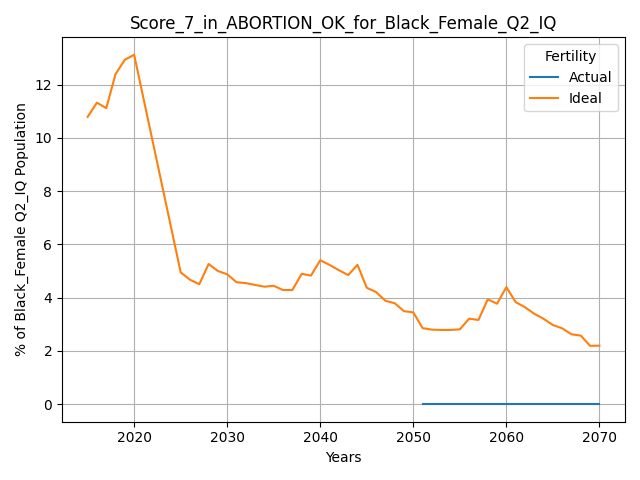 Score_7_in_ABORTION_OK_for_Black_Female_Q2_IQ
Fertility
Actual
Ideal
% of Black_Female Q2_IQ Population
12
10
8
6
4
2
0
2020 2030 2040 2050 2060 2070
Years